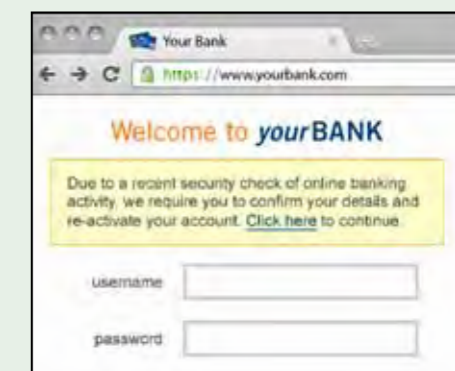 Your Bank
https://www.yourbank.com
Welcome to yourBANK
Due to a recent security check of online banking
activity, we require you to confirm your details and
re-activate your account. Click here to continue.
username
password